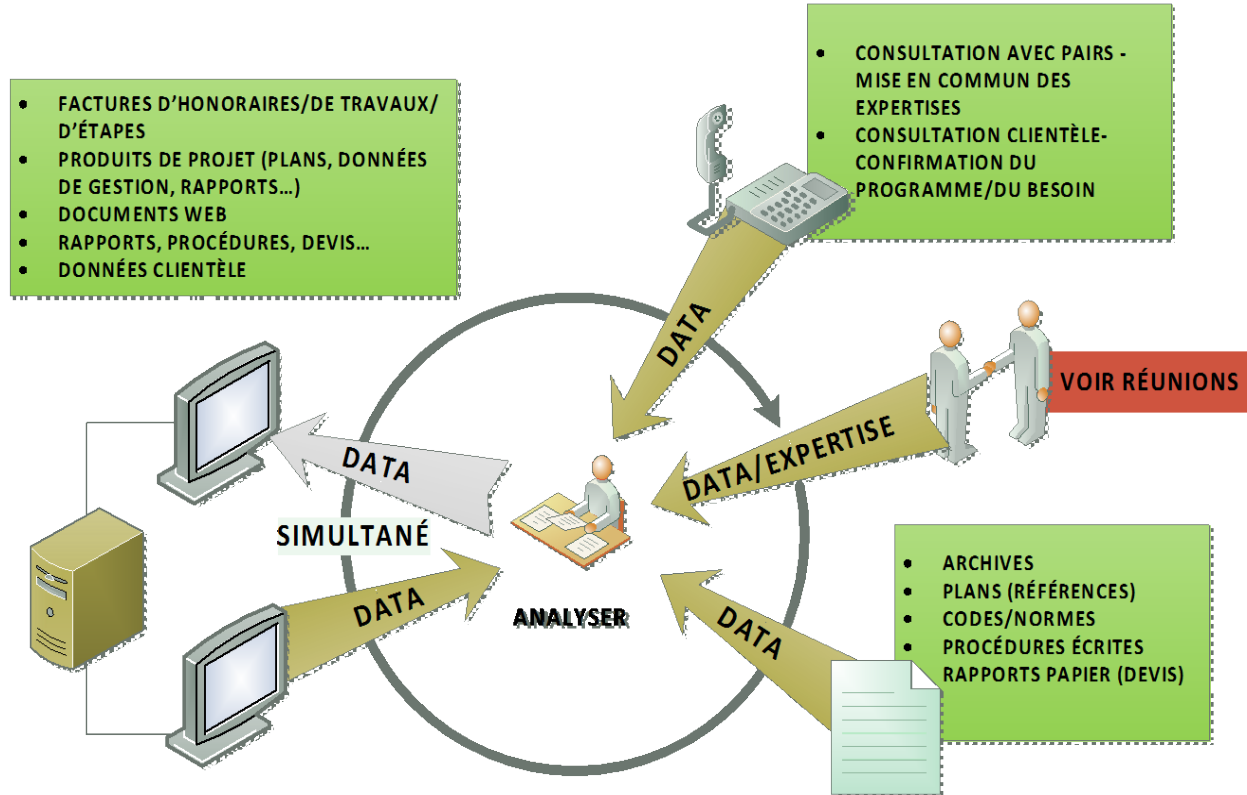 • FACTURES D'HONORAIRES/DE TRAVAUX/
D'ÉTAPES
• PRODUITS DE PROJET (PLANS, DONNÉES
DE GESTION, RAPPORTS…)
• DOCUMENTS WEB
• RAPPORTS, PROCÉDURES, DEVIS…
• DONNÉES CLIENTÈLE
• CONSULTATION AVEC PAIRS -
MISE EN COMMUN DES
EXPERTISES
• CONSULTATION CLIENTÈLE-
CONFIRMATION DU
PROGRAMME/DU BESOIN
DATA
VOIR RÉUNIONS
DATA/EXPERTISE
DATA
SIMULTANÉ
DATA
ANALYSER
DATA
• ARCHIVES
• PLANS (RÉFÉRENCES)
• CODES/NORMES
• PROCÉDURES ÉCRITES
• RAPPORTS PAPIER (DEVIS)